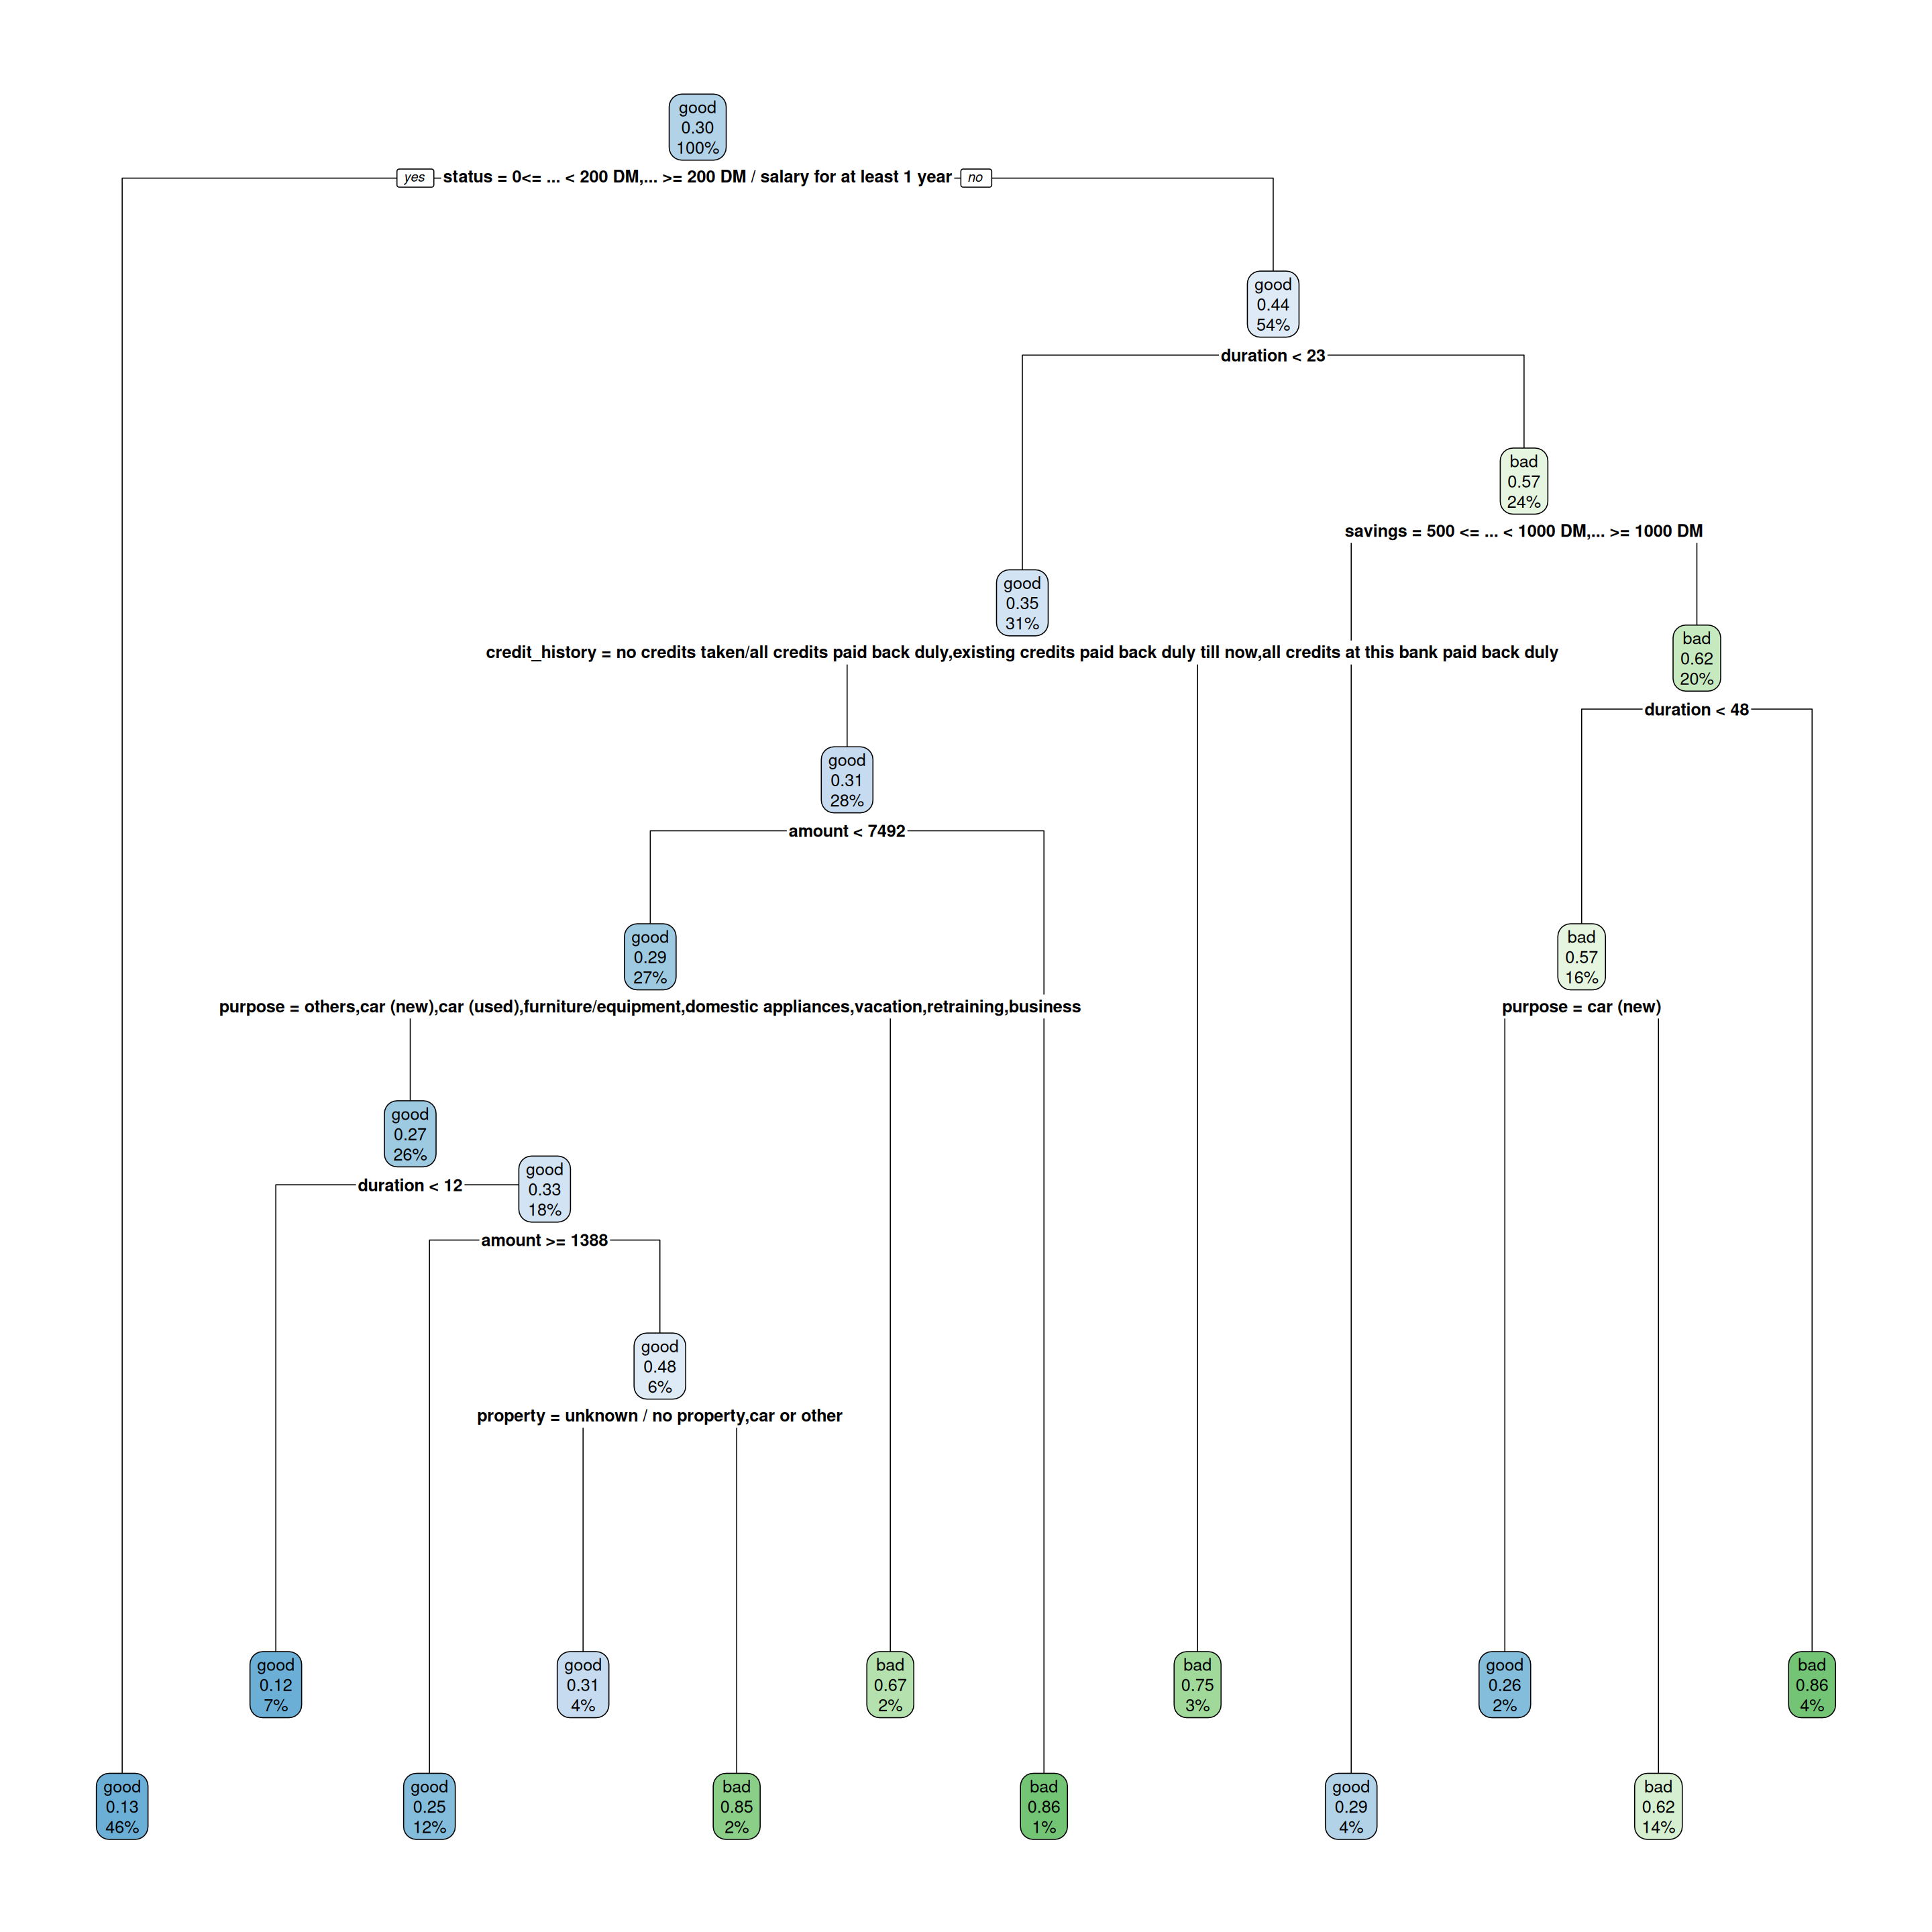 good
0.30
100%
yes
status = 0<= ... < 200 DM,... >= 200 DM / salary for at least 1 year
no
good
0.44
54%
duration < 23
bad
0.57
24%
savings = 500 <= ... < 1000 DM,... >= 1000 DM
good
0.35
31%
credit_history = no credits taken/all credits paid back duly,existing credits paid back duly till now,all credits at this bank paid back duly
bad
0.62
20%
duration < 48
good
0.31
28%
amount < 7492
good
0.29
27%
purpose = others,car (new),car (used),furniture/equipment,domestic appliances,vacation,retraining,business
bad
0.57
16%
purpose = car (new)
good
0.27
26%
duration < 12
good
0.33
18%
amount >= 1388
good
0.48
6%
property = unknown / no property,car or other
good
0.12
7%
good
0.31
4%
bad
0.67
2%
bad
0.75
3%
good
0.26
2%
bad
0.86
4%
good
0.13
46%
good
0.25
12%
bad
0.85
2%
bad
0.86
1%
good
0.29
4%
bad
0.62
14%